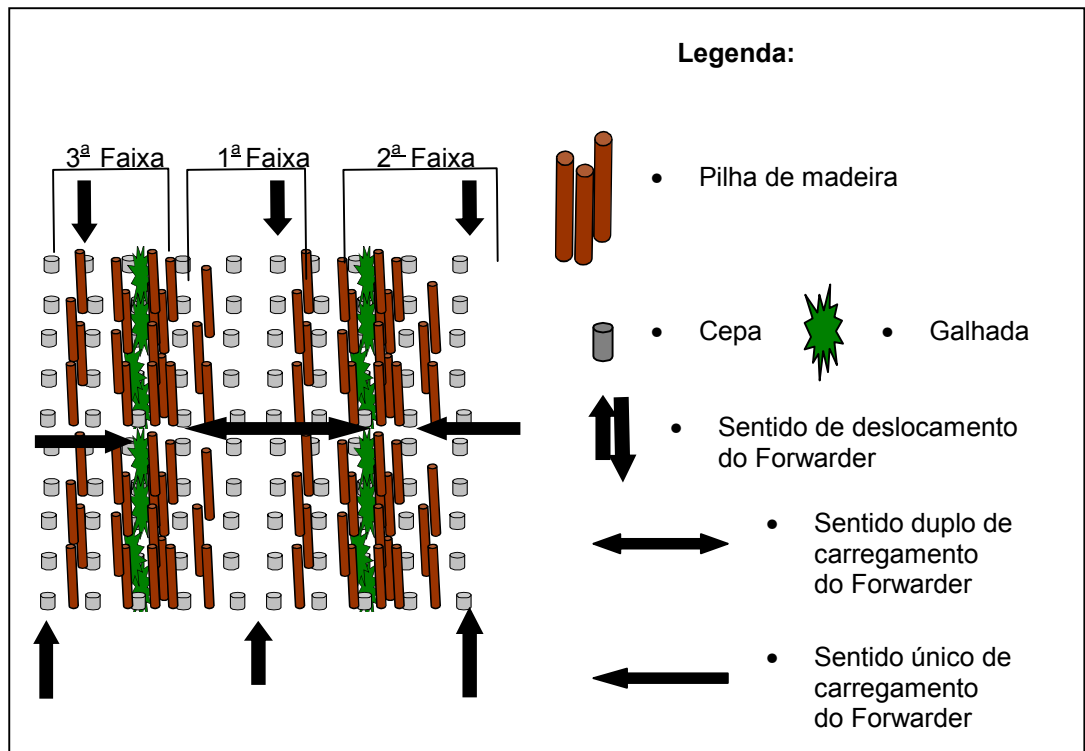 Legenda:
3ª Faixa
1ª Faixa
2ª Faixa
• Pilha de madeira
• Cepa
• Galhada
• Sentido de deslocamento
do Forwarder
• Sentido duplo de
carregamento
do Forwarder
• Sentido único de
carregamento
do Forwarder